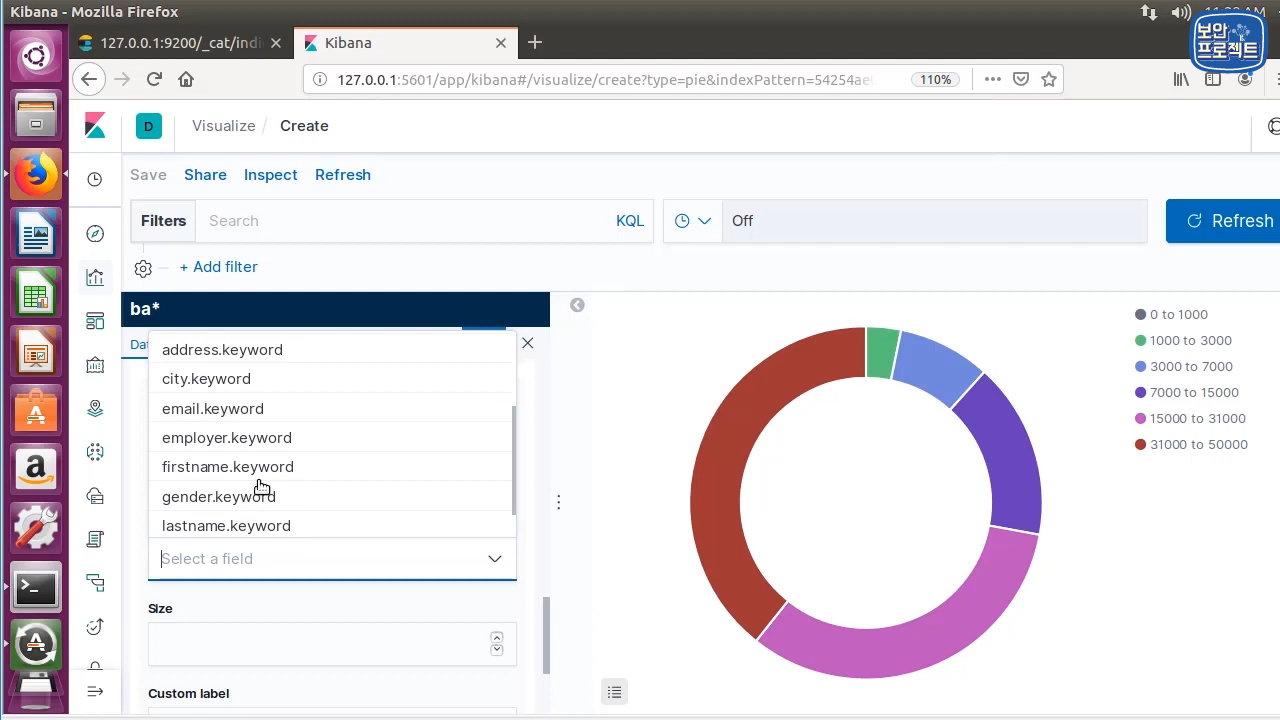 Kibana - Mozilla Firefox
보안
프로젝트
127.0.0.1:9200/_cat/indi
Kibana
127.0.0.1:5601/app/kibana#/visualize/create?type=pie&indexPattern=54254ae
110%
D
Visualize / Create
Save Share Inspect Refresh
Filters Search KQL Off Refresh
+ Add filter
ba*
Dat
address.keyword
city.keyword
email.keyword
employer.keyword
firstname.keyword
gender.keyword
lastname.keyword
Select a field
Size
Custom label
0 to 1000
1000 to 3000
3000 to 7000
7000 to 15000
15000 to 31000
31000 to 50000